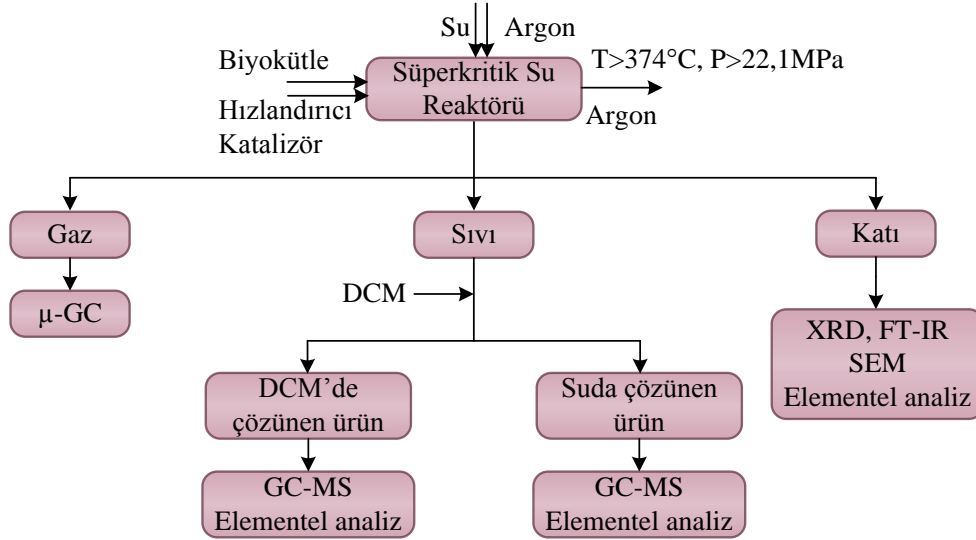 Su
Argon
Biyokütle
Süperkritik Su
Reaktörü
T>374°C, P>22,1MPa
Argon
Hızlandırıcı
Katalizör
Gaz
Sıvı
Katı
µ-GC
DCM
XRD, FT-IR
SEM
Elementel analiz
DCM’de
çözünen ürün
Suda çözünen
ürün
GC-MS
Elementel analiz
GC-MS
Elementel analiz